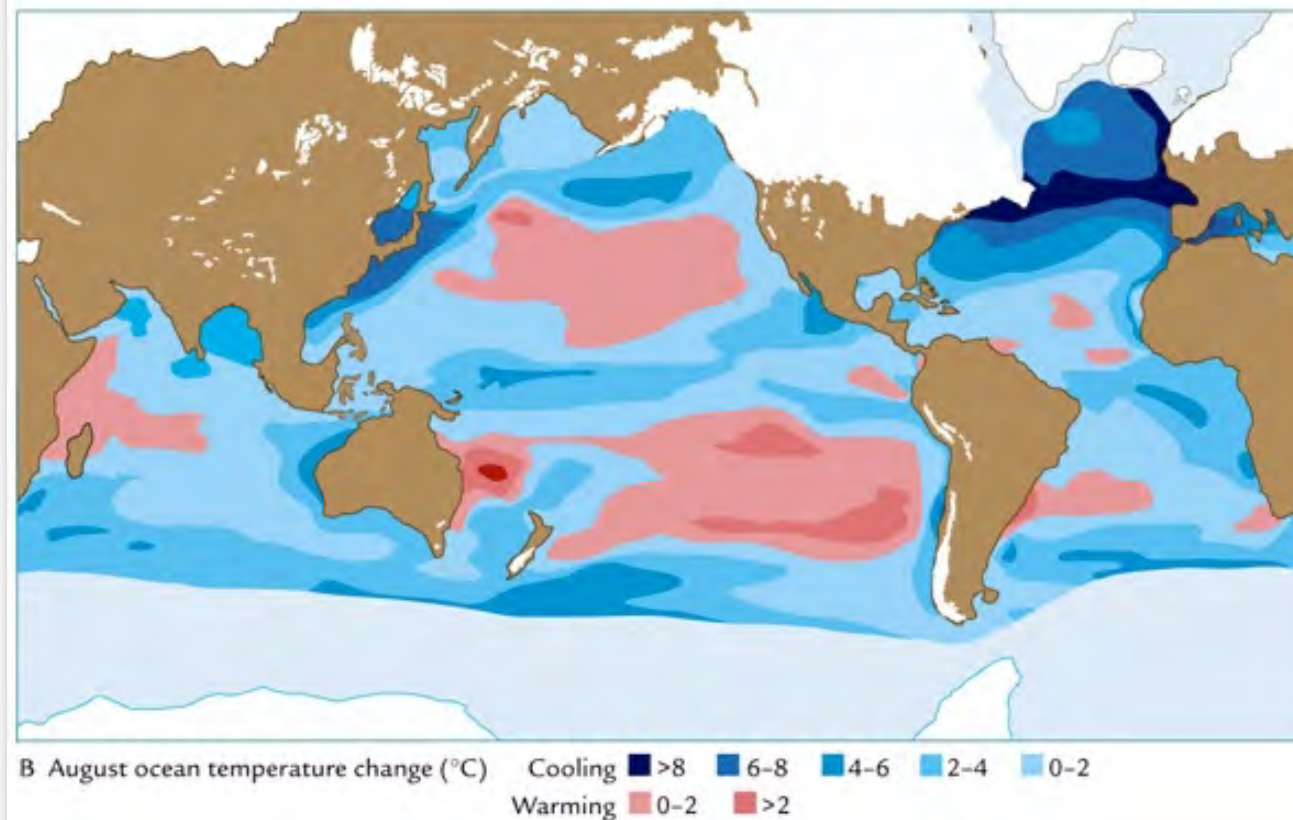 B August ocean temperature change (°C) Cooling >8 6–8 4–6 2–4 0–2
Warming 0–2 >2